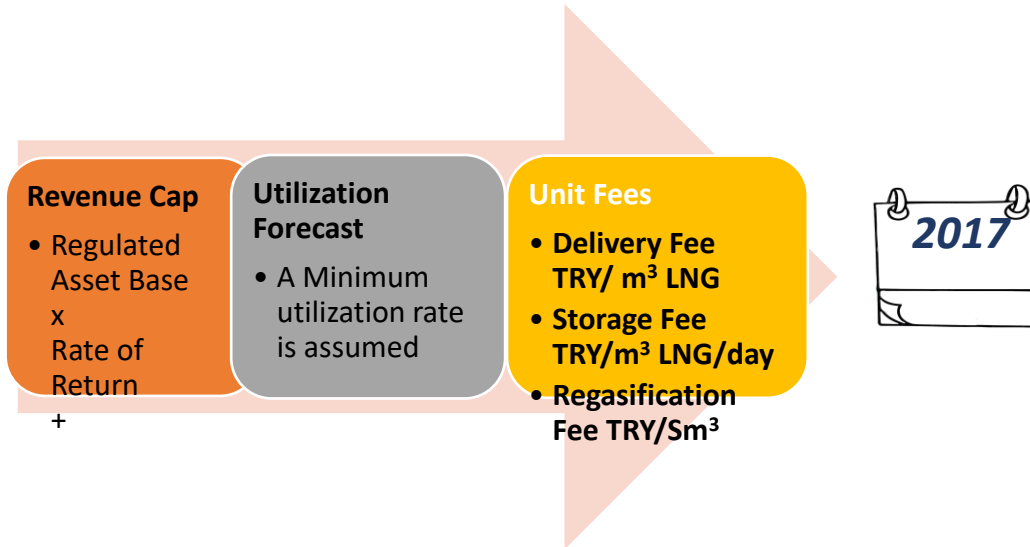 Revenue Cap
• Regulated
Asset Base
x
Rate of
Return
+
Utilization
Forecast
• A Minimum
utilization rate
is assumed
Unit Fees
• Delivery Fee
TRY/ m³ LNG
• Storage Fee
TRY/m³ LNG/day
• Regasification
Fee TRY/Sm³
2017